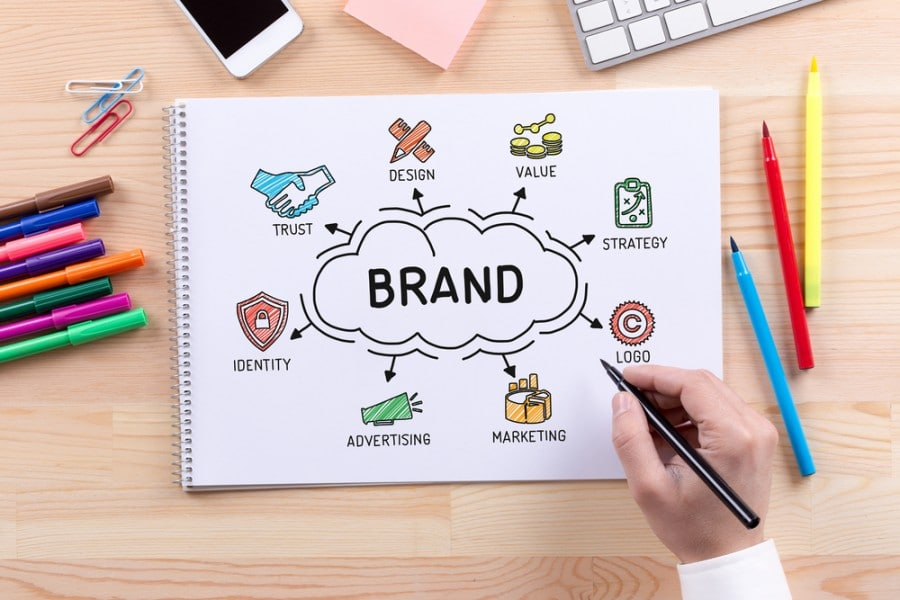 DESIGN
VALUE
TRUST
STRATEGY
BRAND
IDENTITY
C
LOGO
ADVERTISING
MARKETING